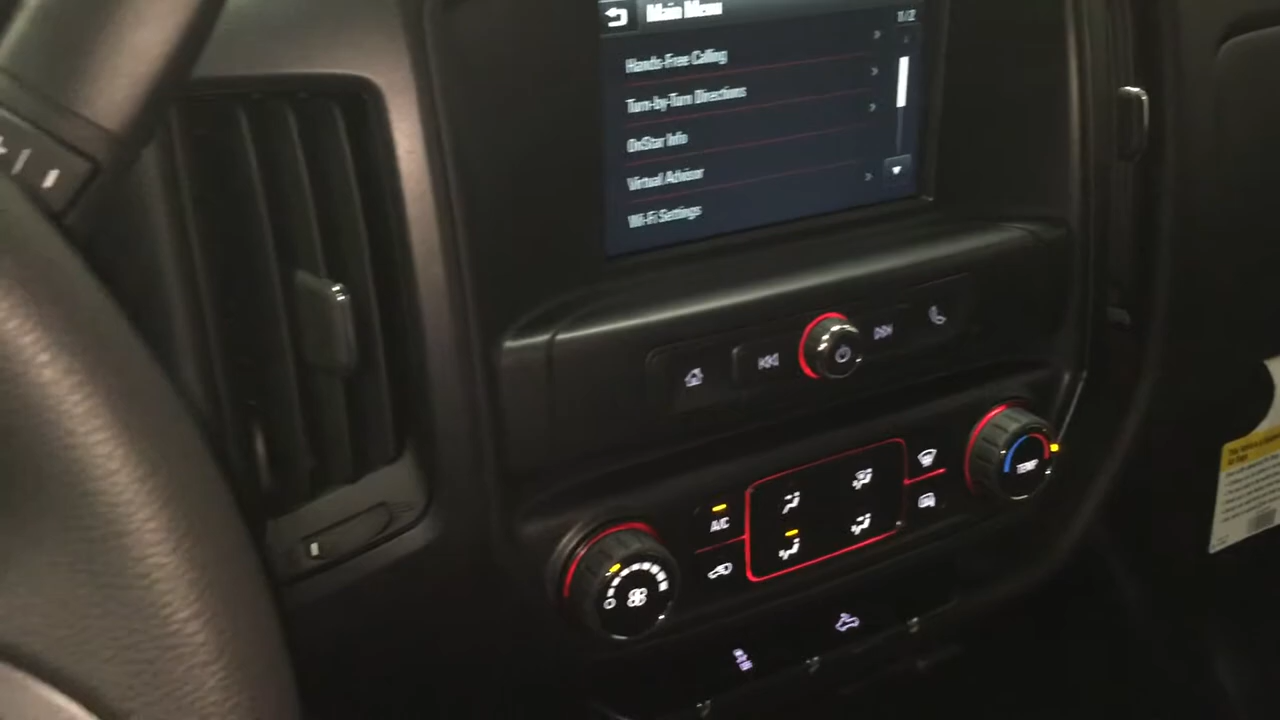 Main Menu
1/2
Hands-Free Calling
Turn-by-Turn Directions
OnStar Info
Virtual Advisor
Wi-Fi Settings
A/C
TEMP